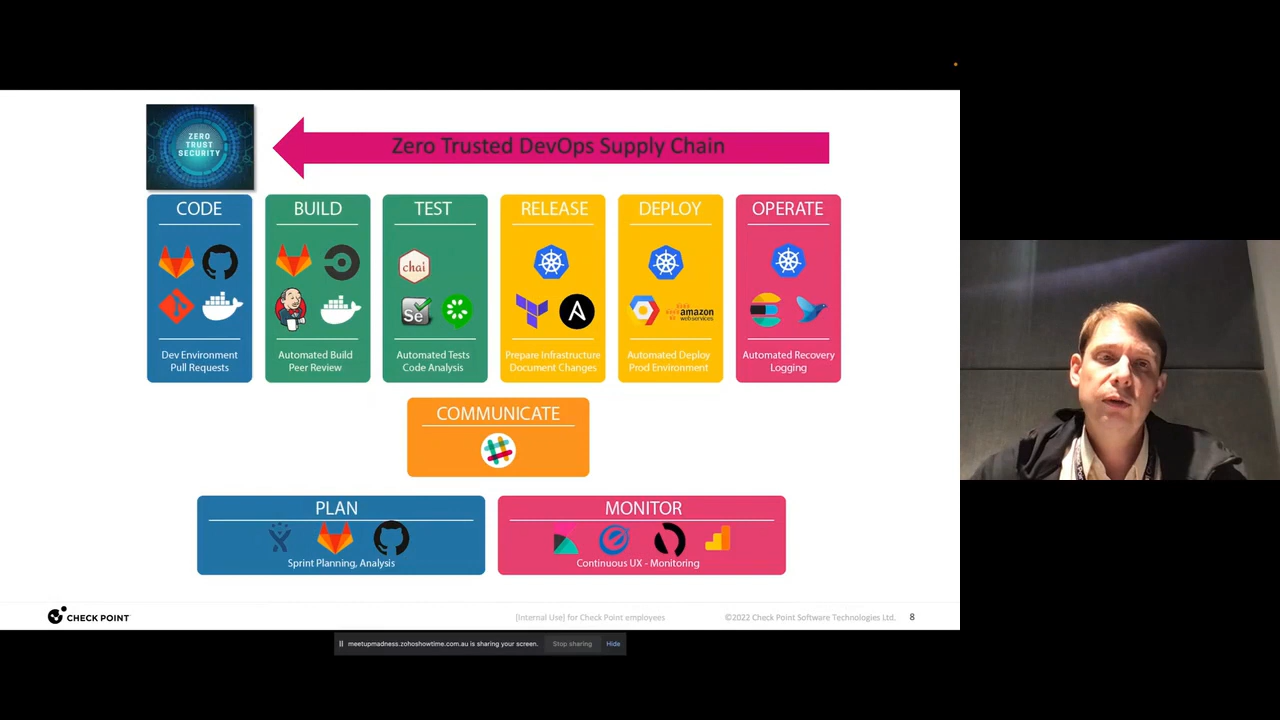 ZERO
TRUST
SECURITY
Zero Trusted DevOps Supply Chain
CODE
Dev Environment
Pull Requests
BUILD
Automated Build
Peer Review
TEST
chai
Se
Automated Tests
Code Analysis
RELEASE
A
Prepare Infrastructure
Document Changes
DEPLOY
amazon
webservices
Automated Deploy
Prod Environment
OPERATE
Automated Recovery
Logging
COMMUNICATE
PLAN
Sprint Planning, Analysis
MONITOR
Continuous UX - Monitoring
CHECK POINT
[Internal Use] for Check Point employees
©2022 Check Point Software Technologies Ltd.
8
meetupmadness.zohoshowtime.com.au is sharing your screen.
Stop sharing
Hide